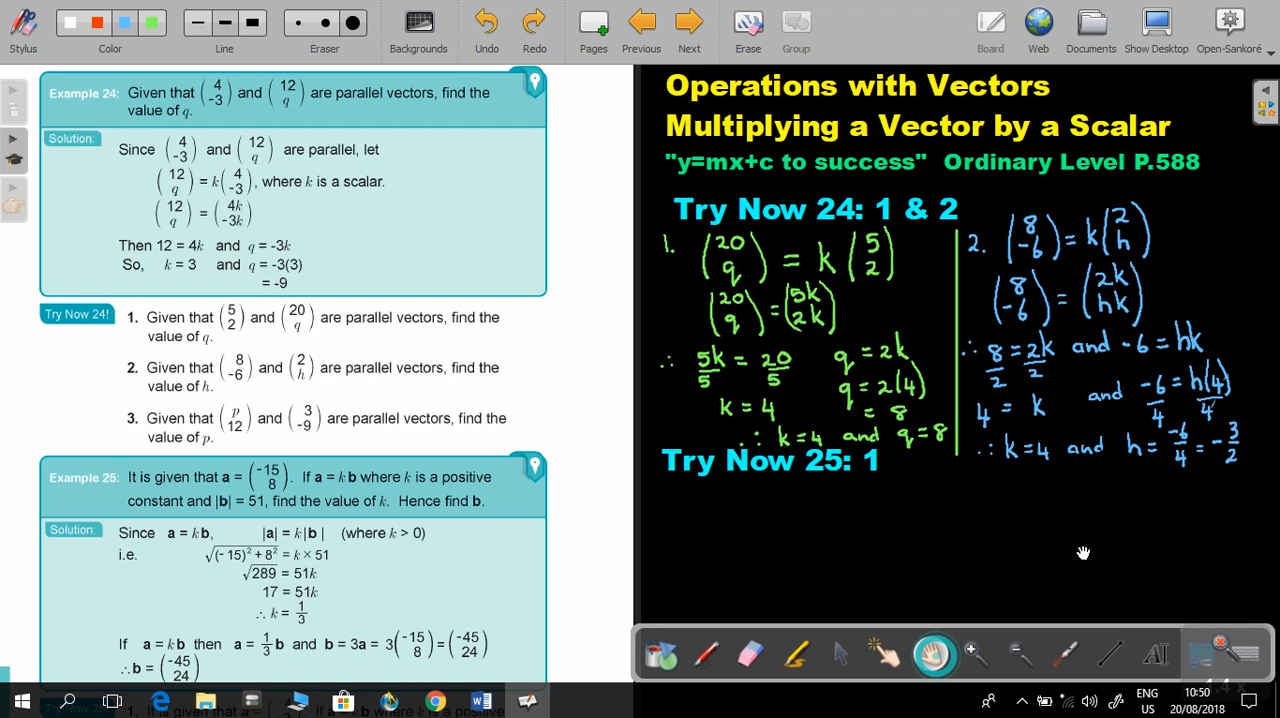 Stylus Color Line Eraser Backgrounds Undo Redo Pages Previous Next Erase Group Board Web Documents Show Desktop Open-Sankoré
Example 24: Given that (4 -3) and (12 q) are parallel vectors, find the
value of q.
Solution:
Since (4 -3) and (12 q) are parallel, let
(12 q) = k(4 -3), where k is a scalar.
(12 q) = (4k -3k)
Then 12 = 4k and q = -3k
So, k = 3 and q = -3(3)
= -9
Try Now 24!
1. Given that (5 2) and (20 q) are parallel vectors, find the
value of q.
2. Given that (8 -6) and (2 h) are parallel vectors, find the
value of h.
3. Given that (p 12) and (3 -9) are parallel vectors, find the
value of p.
Example 25: It is given that a = (-15 8). If a = kb where k is a positive
constant and |b| = 51, find the value of k. Hence find b.
Solution:
Since a = kb, |a| = k|b| (where k > 0)
i.e. √(-15)² + 8² = k × 51
√289 = 51k
17 = 51k
∴ k = 1/3
If a = kb then a = 1/3 b and b = 3a = 3(-15 8) = (-45 24)
∴ b = (-45 24)
Operations with Vectors
Multiplying a Vector by a Scalar
"y=mx+c to success" Ordinary Level P.588
Try Now 24: 1 & 2
1. (20 q) = k (5 2)
(20 q) = (5k 2k)
∴ 5k/5 = 20/5 q = 2k
q = 2(4)
k = 4 = 8
∴ k=4 and q=8
2. (8 -6) = k(2 h)
(8 -6) = (2k hk)
∴ 8/2 = 2k/2 and -6 = hk
and -6/4 = h(4)/4
4 = k
∴ k=4 and h = -6/4 = -3/2
Try Now 25: 1
ENG
US
10:50
20/08/2018